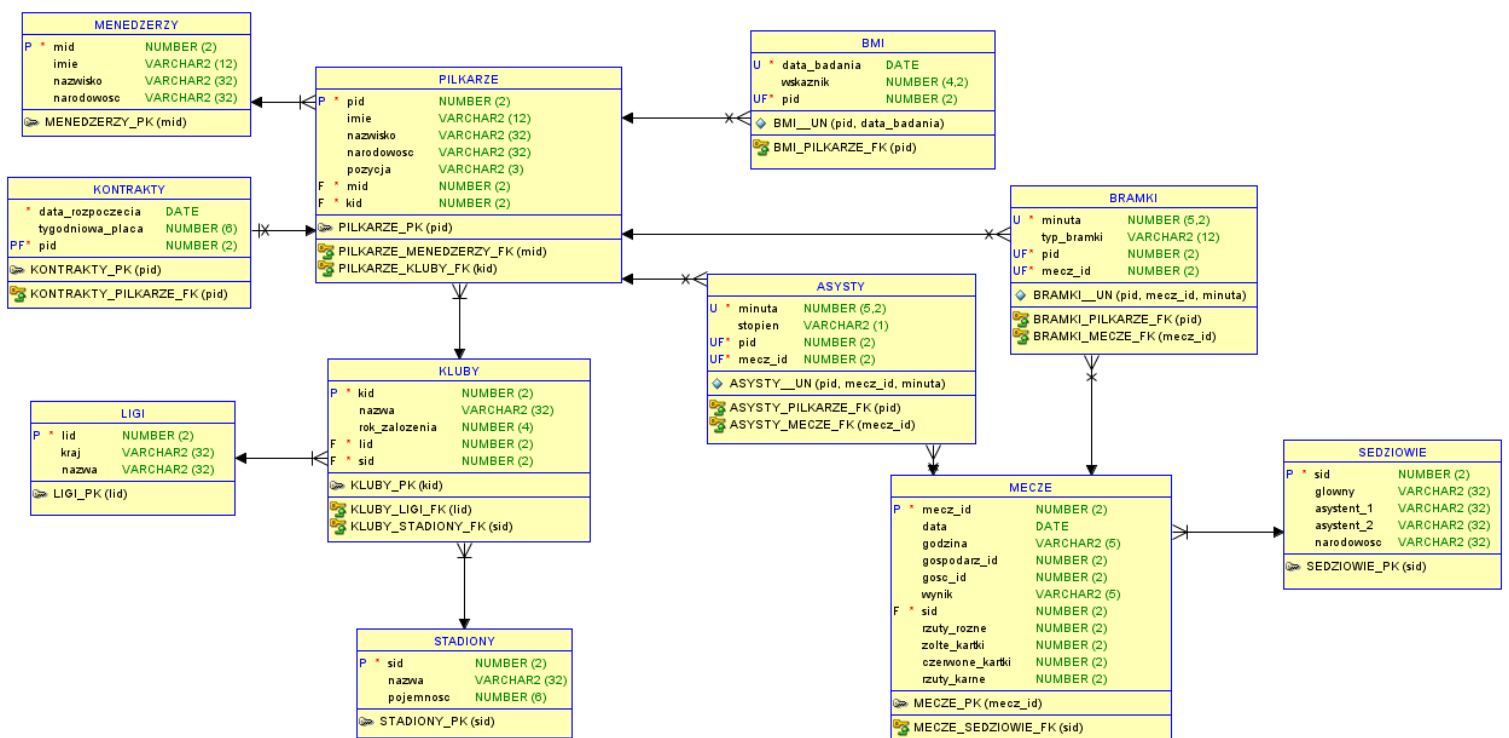 MENEDZERZY
P * mid NUMBER (2)
imie VARCHAR2 (12)
nazwisko VARCHAR2 (32)
narodowosc VARCHAR2 (32)
MENEDZERZY_PK (mid)
PILKARZE
P * pid NUMBER (2)
imie VARCHAR2 (12)
nazwisko VARCHAR2 (32)
narodowosc VARCHAR2 (32)
pozycja VARCHAR2 (3)
F * mid NUMBER (2)
F * kid NUMBER (2)
PILKARZE_PK (pid)
PILKARZE_MENEDZERZY_FK (mid)
PILKARZE_KLUBY_FK (kid)
BMI
U * data_badania DATE
wskaznik NUMBER (4,2)
UF* pid NUMBER (2)
BMI__UN (pid, data_badania)
BMI_PILKARZE_FK (pid)
KONTRAKTY
* data_rozpoczecia DATE
tygodniowa_placa NUMBER (6)
PF* pid NUMBER (2)
KONTRAKTY_PK (pid)
KONTRAKTY_PILKARZE_FK (pid)
BRAMKI
U * minuta NUMBER (5,2)
typ_bramki VARCHAR2 (12)
UF* pid NUMBER (2)
UF* mecz_id NUMBER (2)
BRAMKI__UN (pid, mecz_id, minuta)
BRAMKI_PILKARZE_FK (pid)
BRAMKI_MECZE_FK (mecz_id)
ASYSTY
U * minuta NUMBER (5,2)
stopien VARCHAR2 (1)
UF* pid NUMBER (2)
UF* mecz_id NUMBER (2)
ASYSTY__UN (pid, mecz_id, minuta)
ASYSTY_PILKARZE_FK (pid)
ASYSTY_MECZE_FK (mecz_id)
KLUBY
P * kid NUMBER (2)
nazwa VARCHAR2 (32)
rok_zalozenia NUMBER (4)
F * lid NUMBER (2)
F * sid NUMBER (2)
KLUBY_PK (kid)
KLUBY_LIGI_FK (lid)
KLUBY_STADIONY_FK (sid)
LIGI
P * lid NUMBER (2)
kraj VARCHAR2 (32)
nazwa VARCHAR2 (32)
LIGI_PK (lid)
SEDZIOWIE
P * sid NUMBER (2)
glowny VARCHAR2 (32)
asystent_1 VARCHAR2 (32)
asystent_2 VARCHAR2 (32)
narodowosc VARCHAR2 (32)
SEDZIOWIE_PK (sid)
MECZE
P * mecz_id NUMBER (2)
data DATE
godzina VARCHAR2 (5)
gospodarz_id NUMBER (2)
gosc_id NUMBER (2)
wynik VARCHAR2 (5)
F * sid NUMBER (2)
rzuty_rozne NUMBER (2)
zolte_kartki NUMBER (2)
czerwone_kartki NUMBER (2)
rzuty_karne NUMBER (2)
MECZE_PK (mecz_id)
MECZE_SEDZIOWIE_FK (sid)
STADIONY
P * sid NUMBER (2)
nazwa VARCHAR2 (32)
pojemnosc NUMBER (6)
STADIONY_PK (sid)